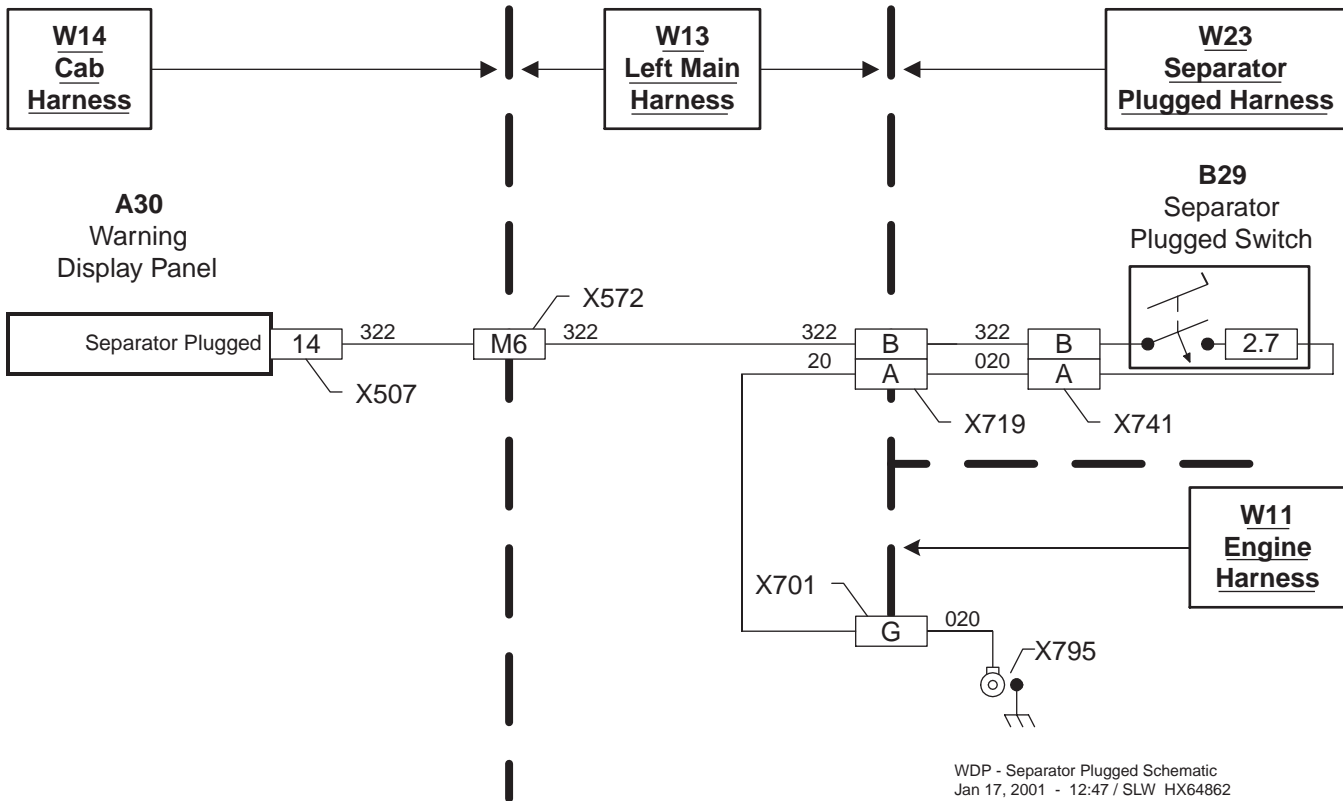 W14
Cab
Harness
W13
Left Main
Harness
W23
Separator
Plugged Harness
A30
Warning
Display Panel
B29
Separator
Plugged Switch
X572
Separator Plugged 14 322 M6 322 322 B 322 B 2.7
20 A 020 A
X507
X719
X741
W11
Engine
Harness
X701
G 020
X795
WDP - Separator Plugged Schematic
Jan 17, 2001 - 12:47 / SLW HX64862